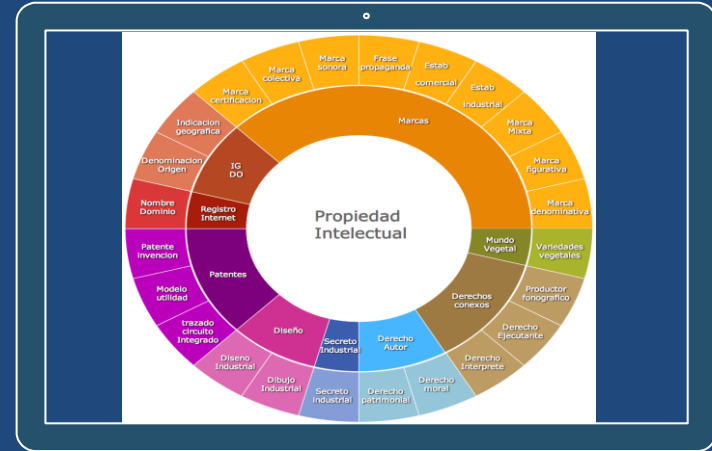 Propiedad
Intelectual
Marcas
Mundo
Vegetal
Derechos
conexos
Derecho
Autor
Secreto
Industrial
Diseño
Patentes
Registro
Internet
IG
DO
Marca
certificacion
Marca
colectiva
Marca
sonora
Frase
propaganda
Estab
comercial
Estab
industrial
Marca
Mixta
Marca
figurativa
Marca
denominativa
Variedades
Vegetales
Productor
fonografico
Derecho
Ejecutante
Derecho
Interprete
Derecho
moral
Derecho
patrimonial
Secreto
Industrial
Dibujo
Industrial
Diseno
Industrial
trazado
circuito
Integrado
Modelo
utilidad
Patente
invencion
Nombre
Dominio
Denominacion
Origen
Indicacion
geografica